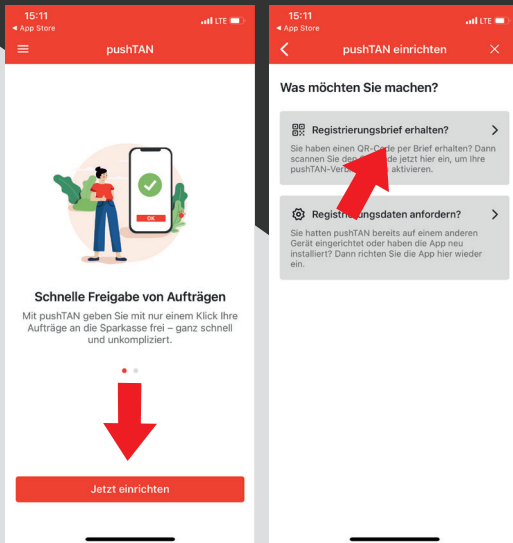 15:11
LTE
◀ App Store
pushTAN
OK
Schnelle Freigabe von Aufträgen
Mit pushTAN geben Sie mit nur einem Klick Ihre
Aufträge an die Sparkasse frei – ganz schnell
und unkompliziert.
Jetzt einrichten
15:11
LTE
◀ App Store
pushTAN einrichten
Was möchten Sie machen?
Registrierungsbrief erhalten?
Sie haben einen QR-Code per Brief erhalten? Dann
scannen Sie den jetzt hier ein, um Ihre
aktivieren.
Registrierungsdaten anfordern?
Sie hatten pushTAN bereits auf einem anderen
Gerät eingerichtet oder haben die App neu
installiert? Dann richten Sie die App hier wieder
ein.